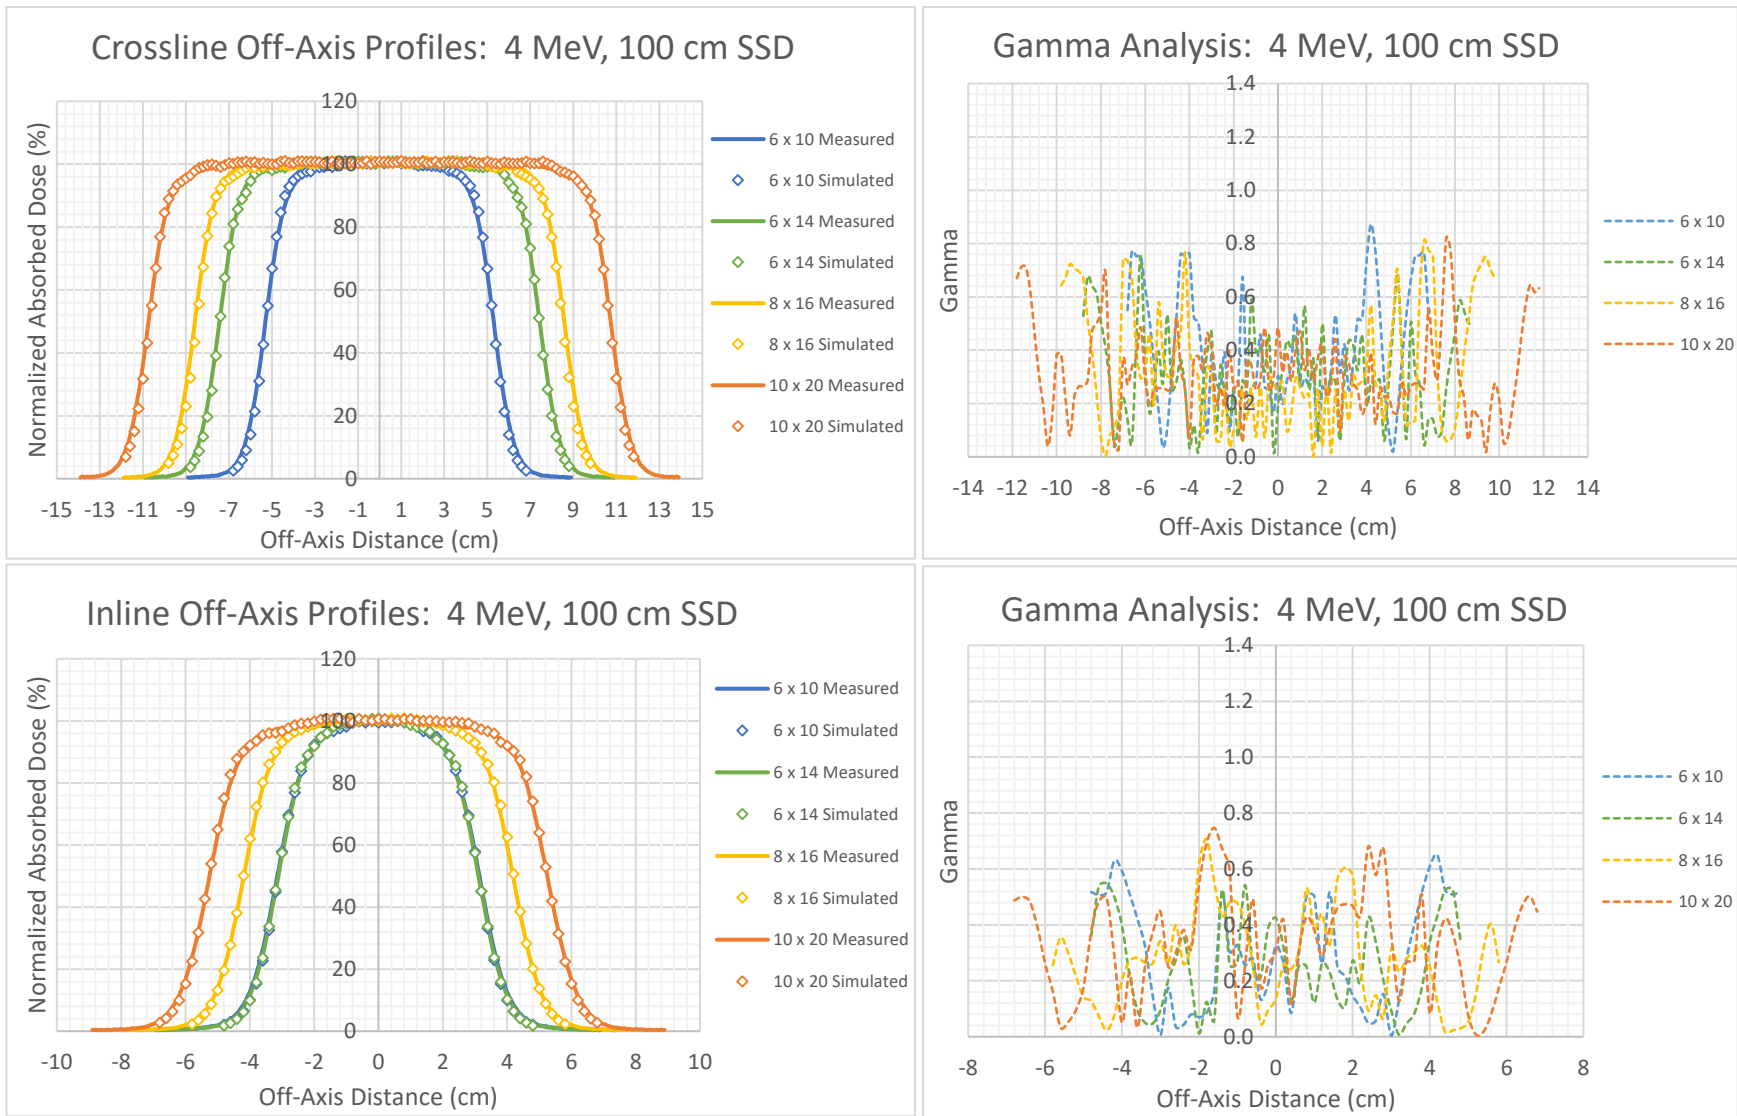 Crossline Off-Axis Profiles:  4 MeV, 100 cm SSD
Normalized Absorbed Dose (%)
120
100
80
60
40
20
0
-15 -13 -11 -9 -7 -5 -3 -1 1 3 5 7 9 11 13 15
Off-Axis Distance (cm)
6 x 10 Measured
6 x 10 Simulated
6 x 14 Measured
6 x 14 Simulated
8 x 16 Measured
8 x 16 Simulated
10 x 20 Measured
10 x 20 Simulated
Gamma Analysis:  4 MeV, 100 cm SSD
Gamma
1.4
1.2
1.0
0.8
0.6
0.4
0.2
0.0
-14 -12 -10 -8 -6 -4 -2 0 2 4 6 8 10 12 14
Off-Axis Distance (cm)
6 x 10
6 x 14
8 x 16
10 x 20
Inline Off-Axis Profiles:  4 MeV, 100 cm SSD
Normalized Absorbed Dose (%)
120
100
80
60
40
20
0
-10 -8 -6 -4 -2 0 2 4 6 8 10
Off-Axis Distance (cm)
6 x 10 Measured
6 x 10 Simulated
6 x 14 Measured
6 x 14 Simulated
8 x 16 Measured
8 x 16 Simulated
10 x 20 Measured
10 x 20 Simulated
Gamma Analysis:  4 MeV, 100 cm SSD
Gamma
1.4
1.2
1.0
0.8
0.6
0.4
0.2
0.0
-8 -6 -4 -2 0 2 4 6 8
Off-Axis Distance (cm)
6 x 10
6 x 14
8 x 16
10 x 20